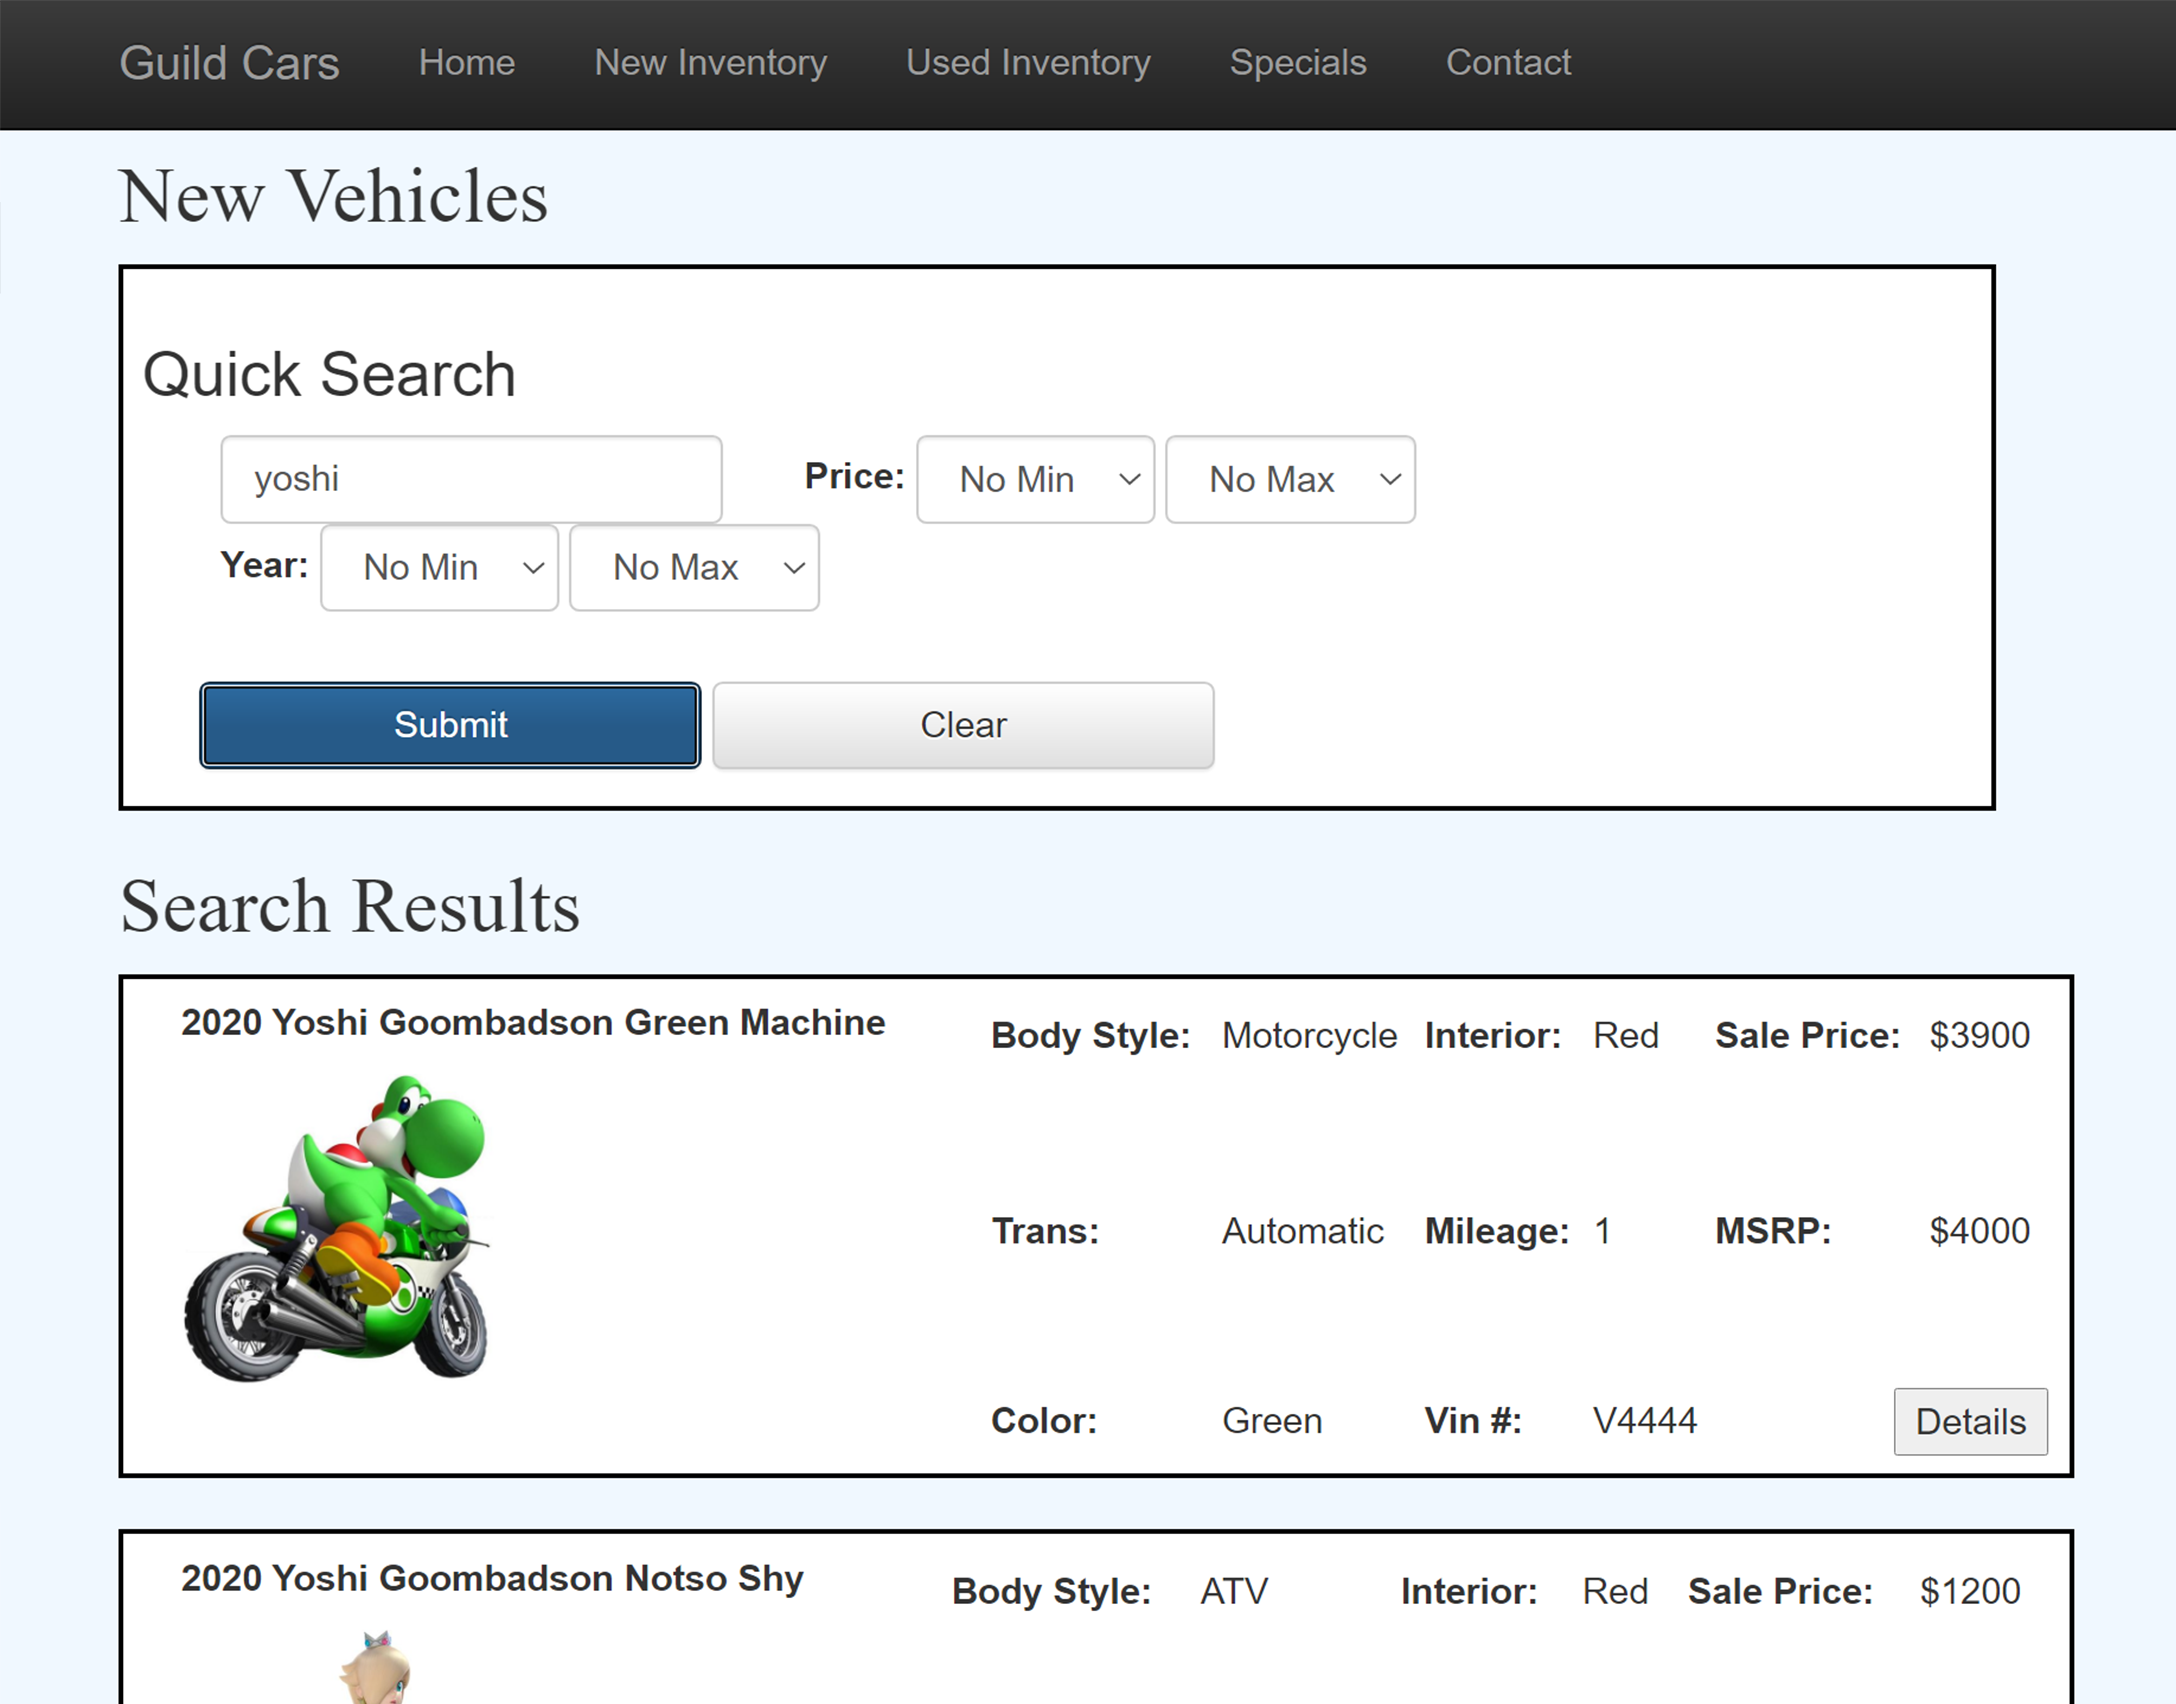 Guild Cars Home New Inventory Used Inventory Specials Contact
New Vehicles
Quick Search
yoshi Price: No Min No Max
Year: No Min No Max
Submit Clear
Search Results
2020 Yoshi Goombadson Green Machine
Body Style: Motorcycle Interior: Red Sale Price: $3900
Trans: Automatic Mileage: 1 MSRP: $4000
Color: Green Vin #: V4444 Details
2020 Yoshi Goombadson Notso Shy
Body Style: ATV Interior: Red Sale Price: $1200